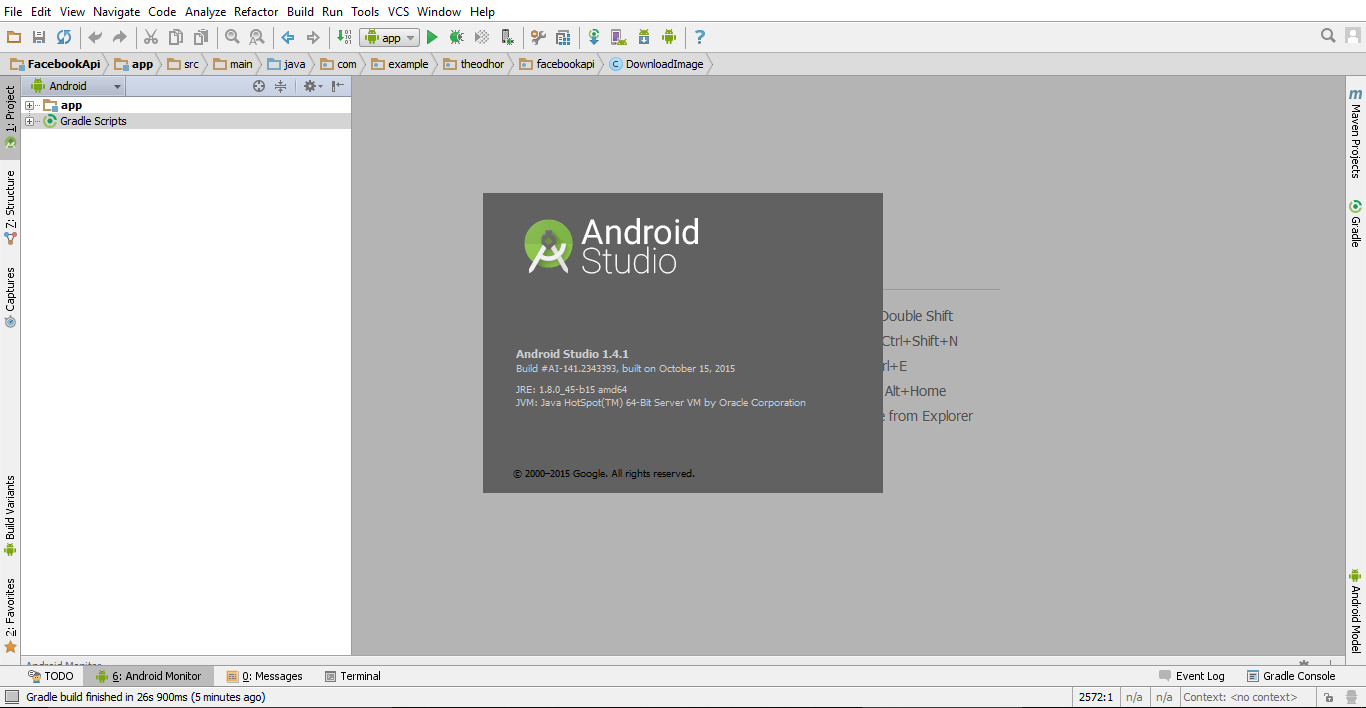 File Edit View Navigate Code Analyze Refactor Build Run Tools VCS Window Help
app
FacebookApi app src main java com example theodhor facebookapi DownloadImage
Android
app
Gradle Scripts
1: Project
Z: Structure
Captures
Build Variants
2: Favorites
Android
Studio
Android Studio 1.4.1
Build #AI-141.2343393, built on October 15, 2015
JRE: 1.8.0_45-b15 amd64
JVM: Java HotSpot(TM) 64-Bit Server VM by Oracle Corporation
© 2000–2015 Google. All rights reserved.
Double Shift
Ctrl+Shift+N
+E
Alt+Home
from Explorer
Maven Projects
Gradle
Android Model
Android Monitor
TODO 6: Android Monitor 0: Messages Terminal Event Log Gradle Console
Gradle build finished in 26s 900ms (5 minutes ago) 2572:1 n/a n/a Context: <no context>